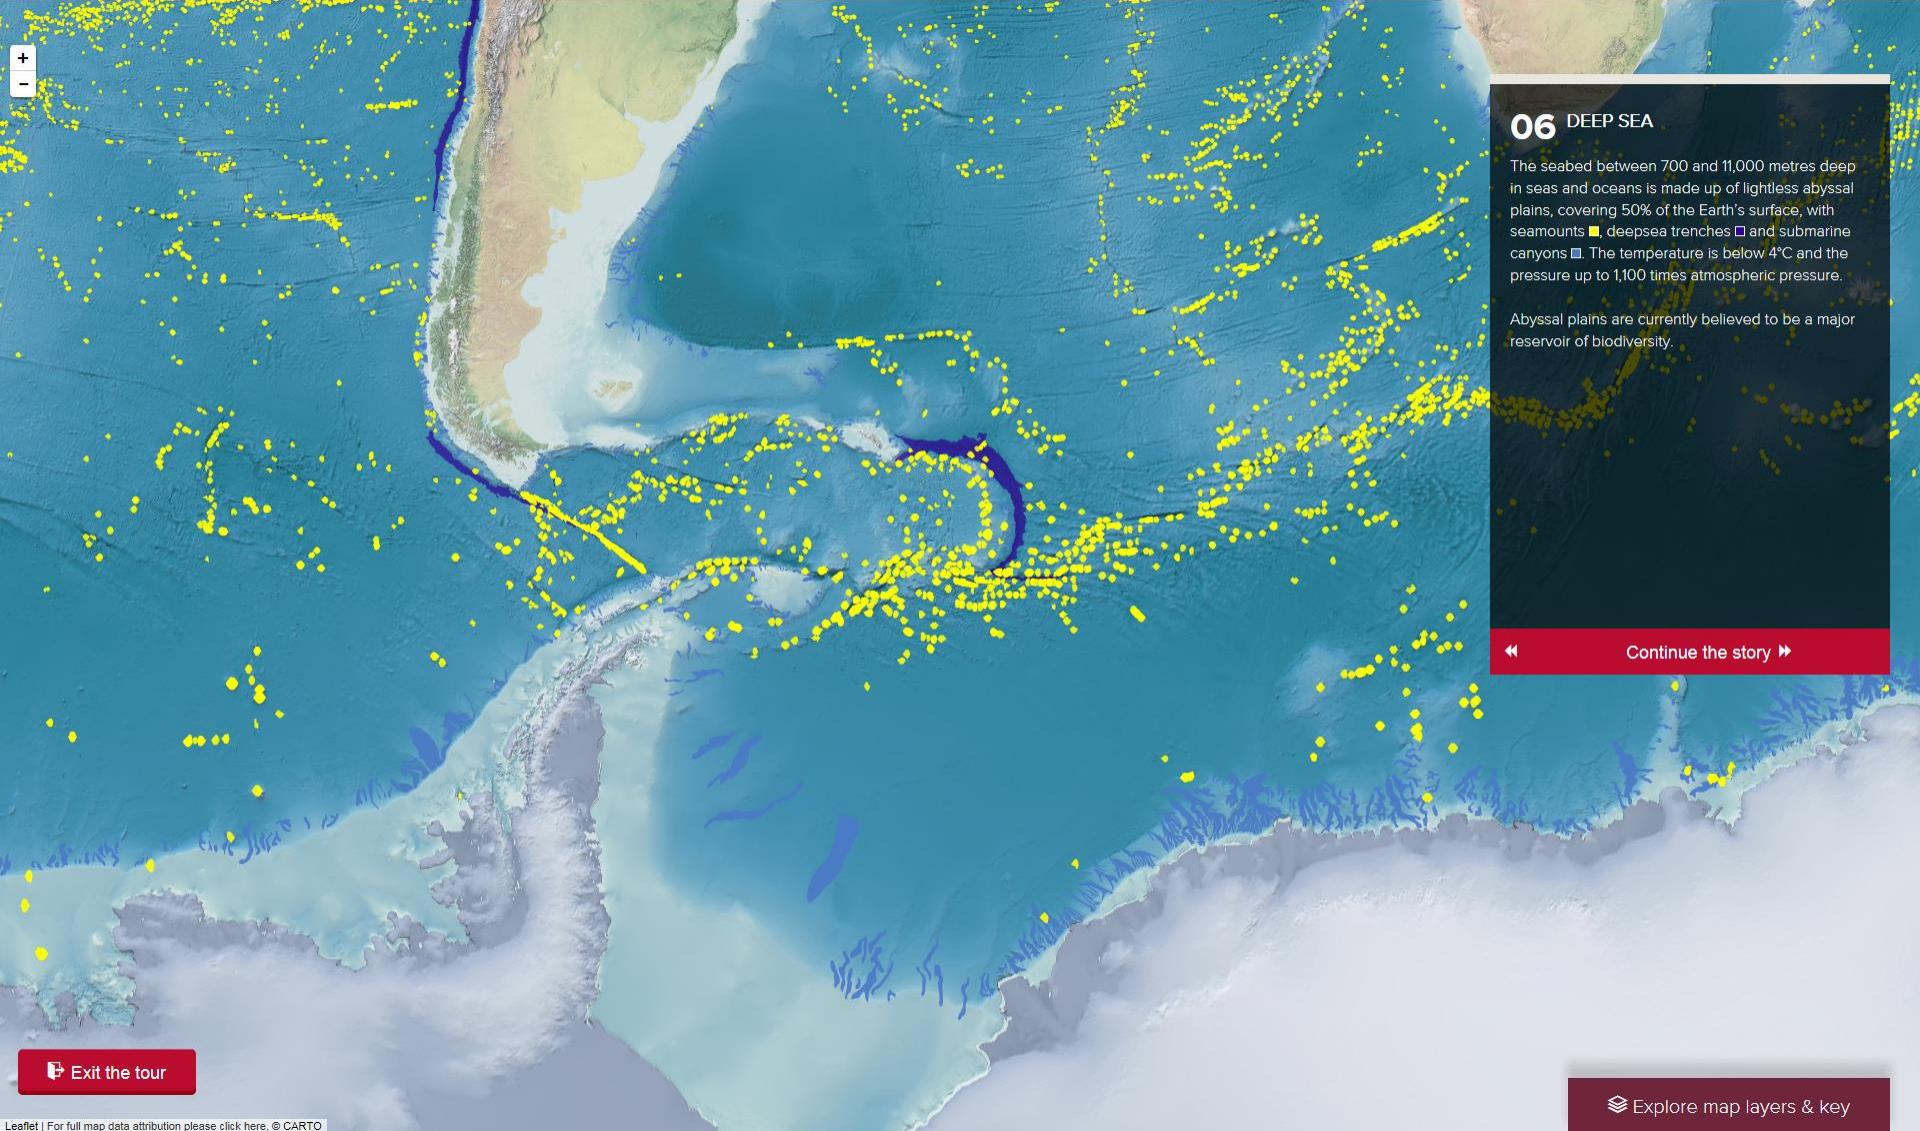 +
−
06 DEEP SEA
The seabed between 700 and 11,000 metres deep
in seas and oceans is made up of lightless abyssal
plains, covering 50% of the Earth's surface, with
seamounts , deepsea trenches and submarine
canyons . The temperature is below 4°C and the
pressure up to 1,100 times atmospheric pressure.
Abyssal plains are currently believed to be a major
reservoir of biodiversity.
Continue the story
Exit the tour
Explore map layers & key
Leaflet | For full map data attribution please click here, © CARTO